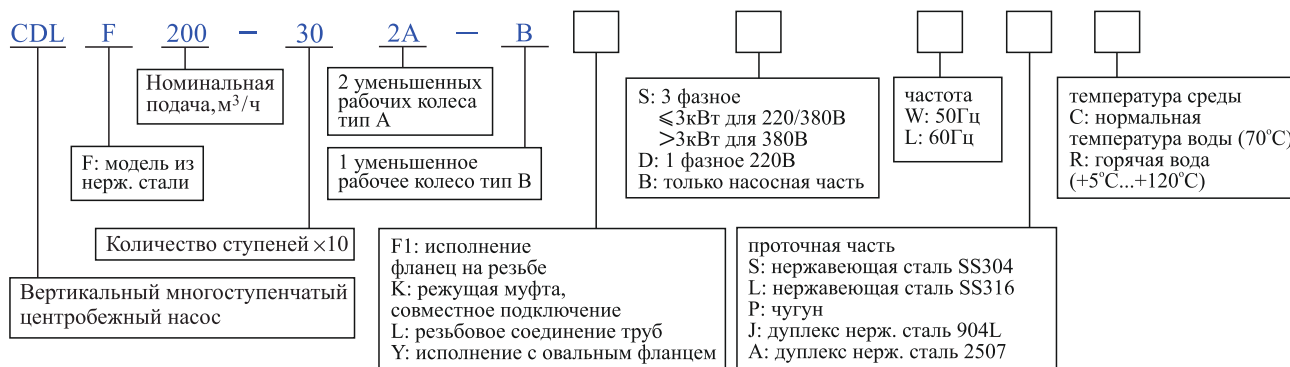 CDL F 200 – 30 2A – B
Номинальная
подача, м³/ч
2 уменьшенных
рабочих колеса
тип А
S: 3 фазное
⩽3кВт для 220/380В
>3кВт для 380В
D: 1 фазное 220В
B: только насосная часть
частота
W: 50Гц
L: 60Гц
температура среды
C: нормальная
температура воды (70°C)
R: горячая вода
(+5°C...+120°C)
F: модель из
нерж. стали
1 уменьшенное
рабочее колесо тип В
Количество ступеней ×10
F1: исполнение
фланец на резьбе
K: режущая муфта,
совместное подключение
L: резьбовое соединение труб
Y: исполнение с овальным фланцем
проточная часть
S: нержавеющая сталь SS304
L: нержавеющая сталь SS316
P: чугун
J: дуплекс нерж. сталь 904L
A: дуплекс нерж. сталь 2507
Вертикальный многоступенчатый
центробежный насос